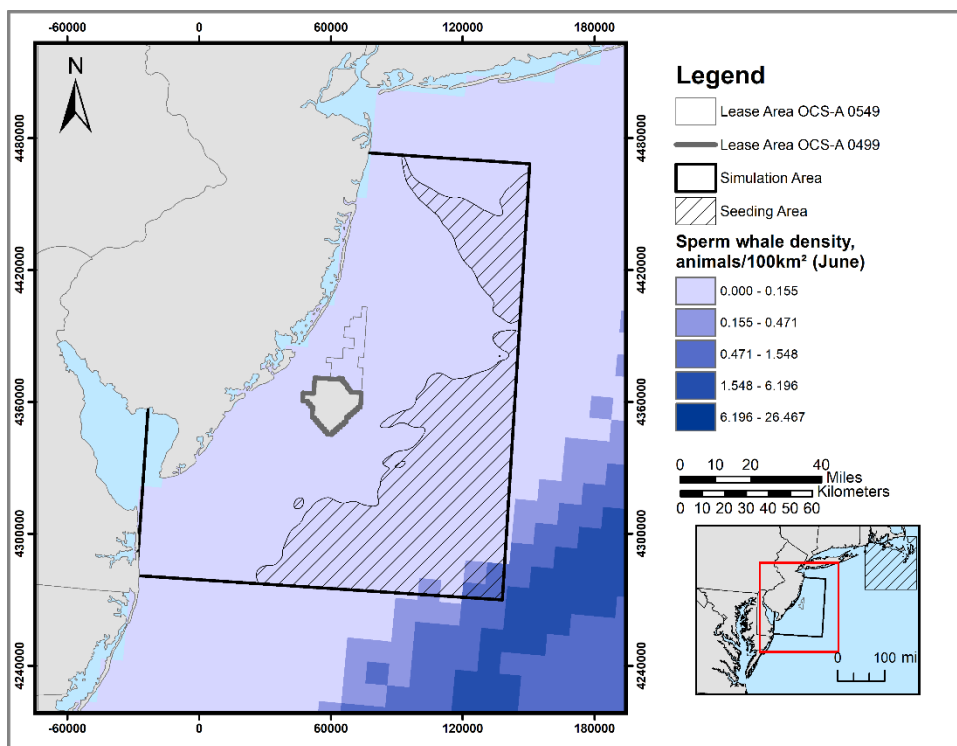 -60000 0 60000 120000 180000
N
4480000
4480000
4420000
4420000
4360000
4360000
4300000
4300000
4240000
4240000
-60000 0 60000 120000 180000
Legend
Lease Area OCS-A 0549
Lease Area OCS-A 0499
Simulation Area
Seeding Area
Sperm whale density,
animals/100km² (June)
0.000 - 0.155
0.155 - 0.471
0.471 - 1.548
1.548 - 6.196
6.196 - 26.467
0 10 20 40
Miles
Kilometers
0 10 20 30 40 50 60
0 100 mi